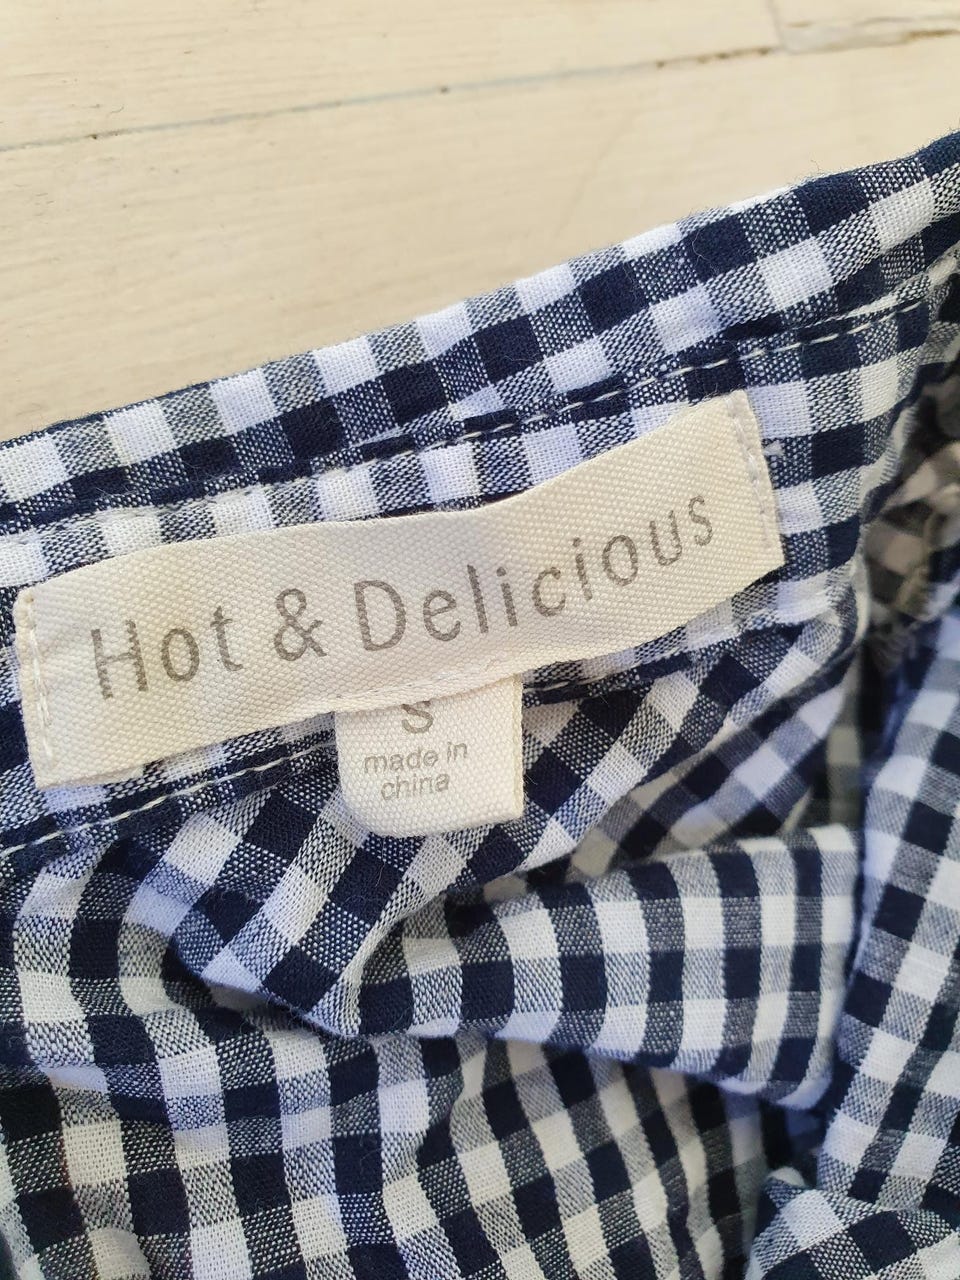 Hot & Delicious
S
made in
china